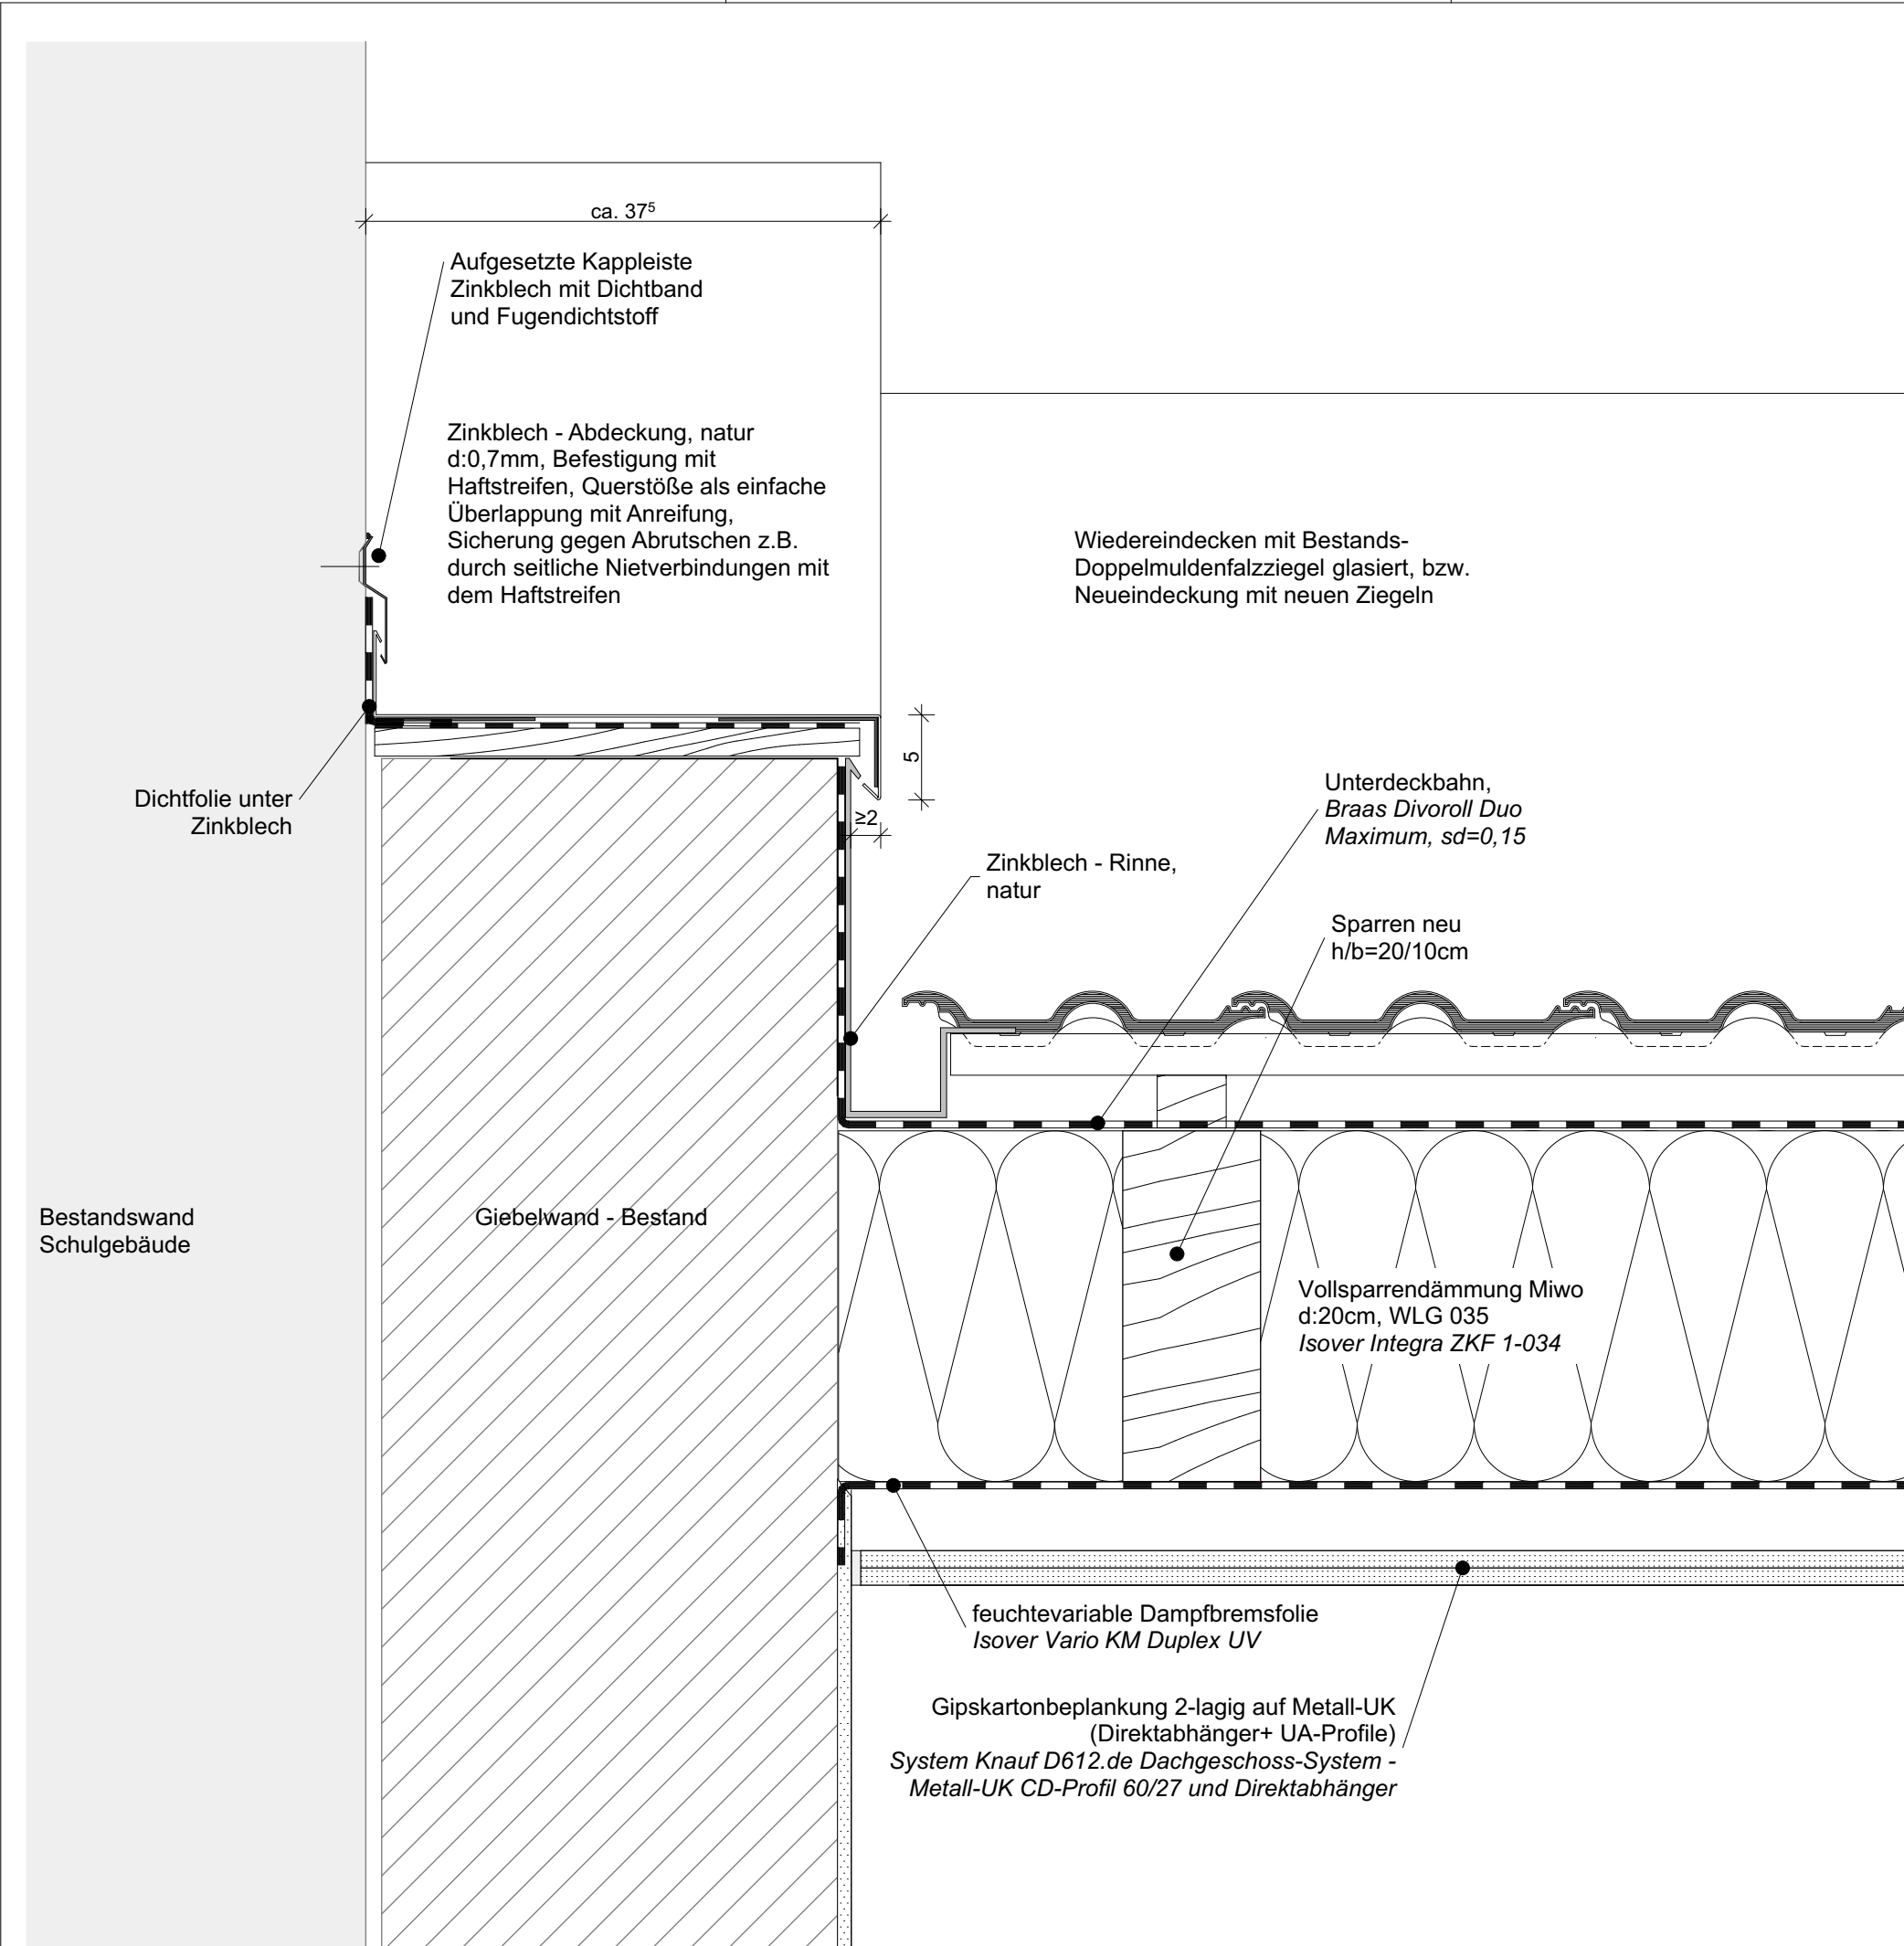 ca. 37⁵
Aufgesetzte Kappleiste
Zinkblech mit Dichtband
und Fugendichtstoff
Zinkblech - Abdeckung, natur
d:0,7mm, Befestigung mit
Haftstreifen, Querstöße als einfache
Überlappung mit Anreifung,
Sicherung gegen Abrutschen z.B.
durch seitliche Nietverbindungen mit
dem Haftstreifen
Wiedereindecken mit Bestands-
Doppelmuldenfalzziegel glasiert, bzw.
Neueindeckung mit neuen Ziegeln
5
≥2
Dichtfolie unter
Zinkblech
Unterdeckbahn,
Braas Divoroll Duo
Maximum, sd=0,15
Zinkblech - Rinne,
natur
Sparren neu
h/b=20/10cm
Bestandswand
Schulgebäude
Giebelwand - Bestand
Vollsparrendämmung Miwo
d:20cm, WLG 035
Isover Integra ZKF 1-034
feuchtevariable Dampfbremsfolie
Isover Vario KM Duplex UV
Gipskartonbeplankung 2-lagig auf Metall-UK
(Direktabhänger+ UA-Profile)
System Knauf D612.de Dachgeschoss-System -
Metall-UK CD-Profil 60/27 und Direktabhänger